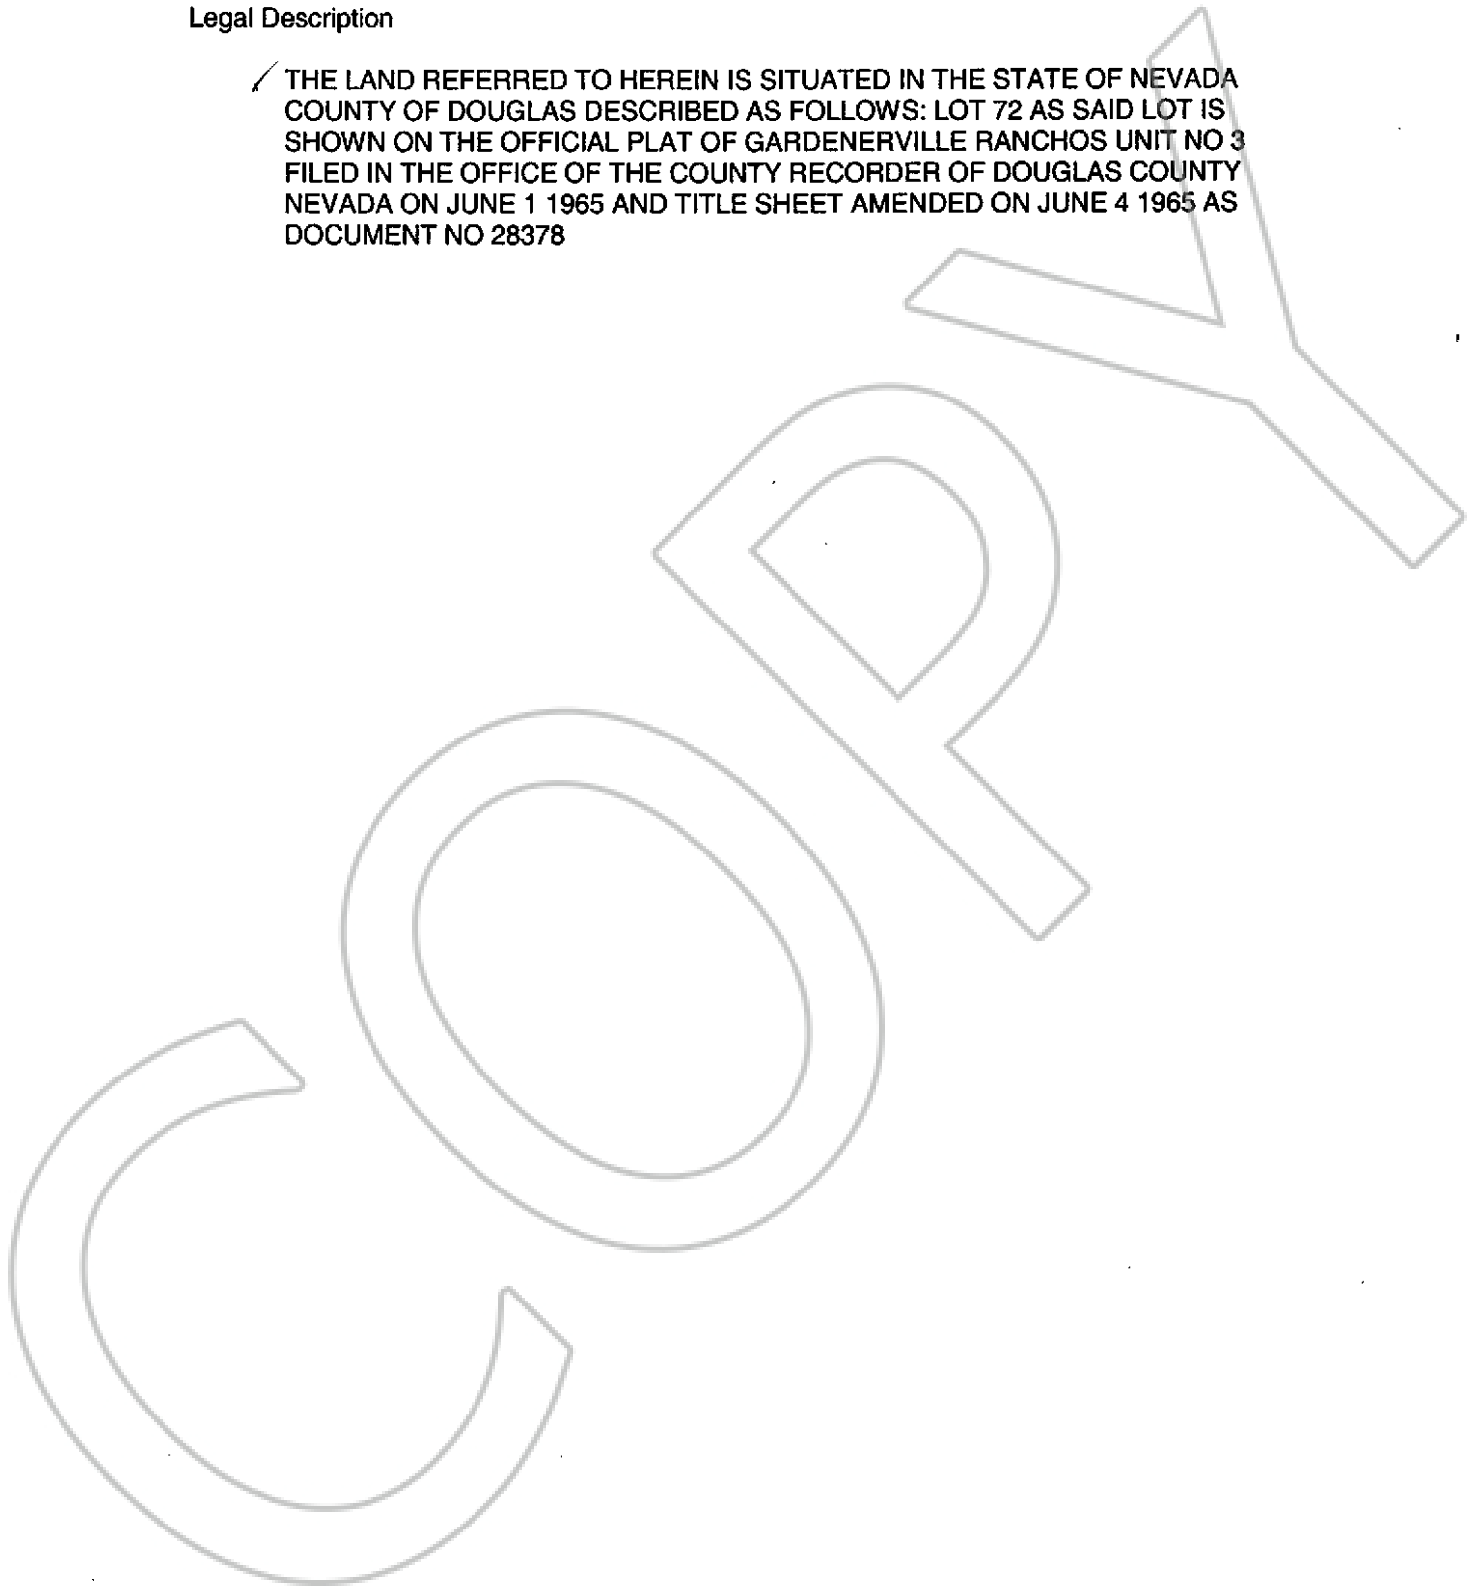 Legal Description
THE LAND REFERRED TO HEREIN IS SITUATED IN THE STATE OF NEVADA
COUNTY OF DOUGLAS DESCRIBED AS FOLLOWS: LOT 72 AS SAID LOT IS
SHOWN ON THE OFFICIAL PLAT OF GARDENERVILLE RANCHOS UNIT NO 3
FILED IN THE OFFICE OF THE COUNTY RECORDER OF DOUGLAS COUNTY
NEVADA ON JUNE 1 1965 AND TITLE SHEET AMENDED ON JUNE 4 1965 AS
DOCUMENT NO 28378
COPY